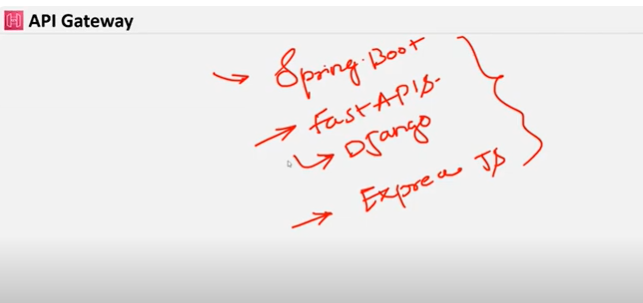 API Gateway
Spring.Boot
FastAPIs.
Django
Express JS